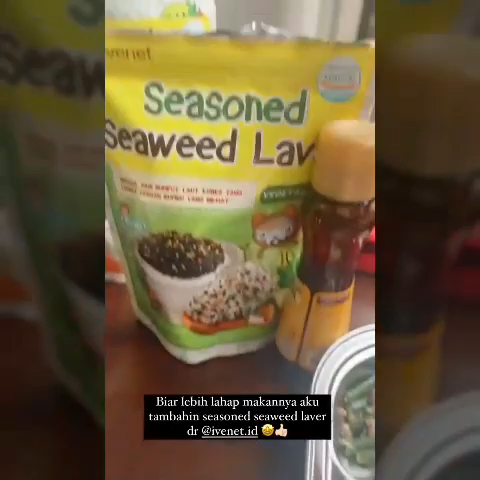 ivenet
Seasoned
Seaweed Lav
Biar lebih lahap makannya aku
tambahin seasoned seaweed laver
dr @ivenet.id 🤩👍🏻